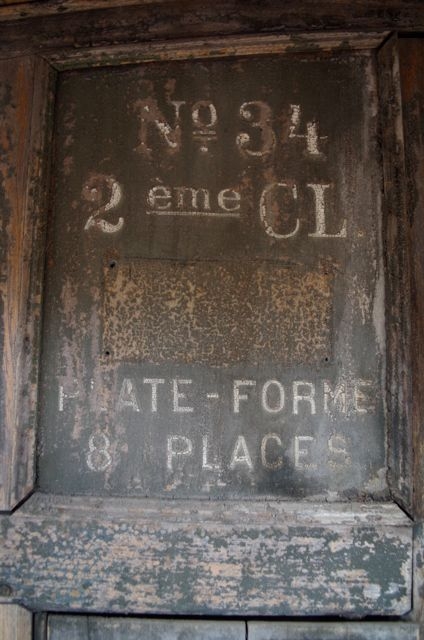 Nº 34
2 ème CL
PLATE-FORME
8 PLACES